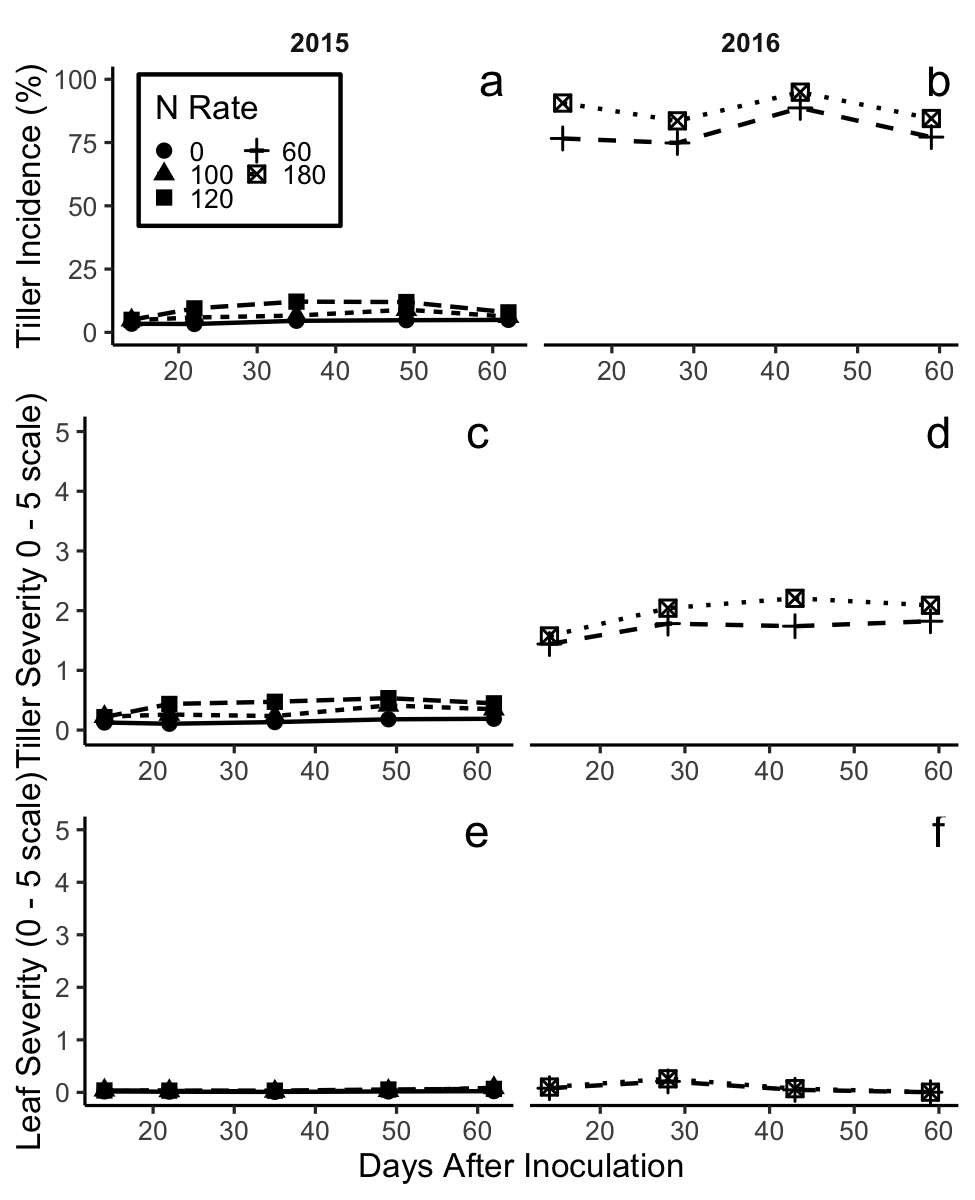 2015 2016
Tiller Incidence (%)
100
75
50
25
0
N Rate
0 60
100 180
120
a b
20 30 40 50 60 20 30 40 50 60
Tiller Severity 0 - 5 scale)
5
4
3
2
1
0
c d
20 30 40 50 60 20 30 40 50 60
Leaf Severity (0 - 5 scale)
5
4
3
2
1
0
e f
20 30 40 50 60 20 30 40 50 60
Days After Inoculation